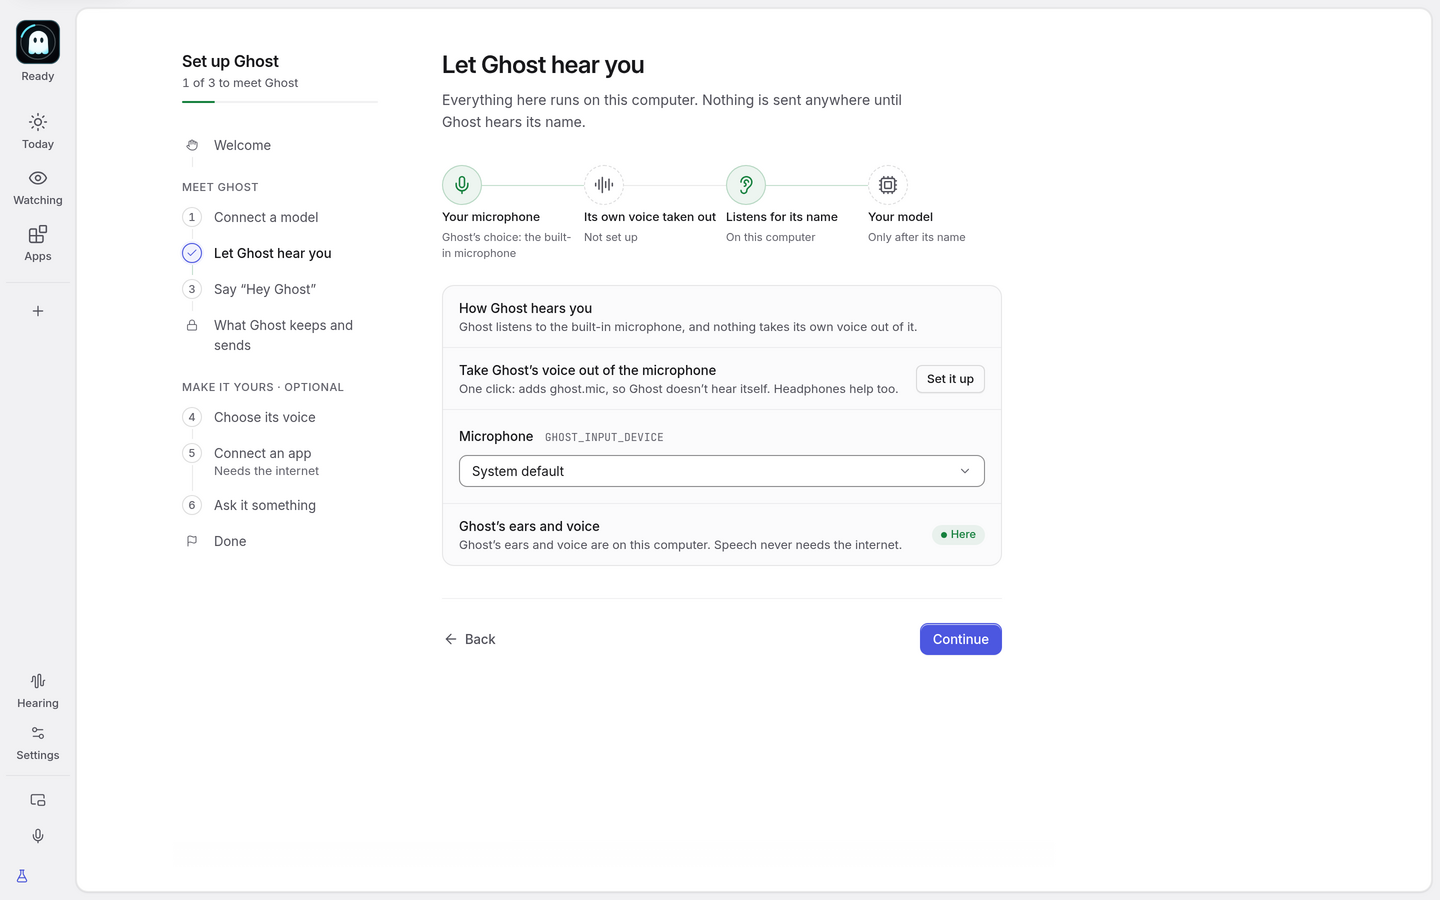 Ready
Today
Watching
Apps
Hearing
Settings
Set up Ghost
1 of 3 to meet Ghost
Welcome
MEET GHOST
1 Connect a model
Let Ghost hear you
3 Say “Hey Ghost”
What Ghost keeps and
sends
MAKE IT YOURS · OPTIONAL
4 Choose its voice
5 Connect an app
Needs the internet
6 Ask it something
Done
Let Ghost hear you
Everything here runs on this computer. Nothing is sent anywhere until
Ghost hears its name.
Your microphone
Ghost’s choice: the built-
in microphone
Its own voice taken out
Not set up
Listens for its name
On this computer
Your model
Only after its name
How Ghost hears you
Ghost listens to the built-in microphone, and nothing takes its own voice out of it.
Take Ghost’s voice out of the microphone
One click: adds ghost.mic, so Ghost doesn’t hear itself. Headphones help too.
Set it up
Microphone GHOST_INPUT_DEVICE
System default
Ghost’s ears and voice
Ghost’s ears and voice are on this computer. Speech never needs the internet.
Here
Back
Continue